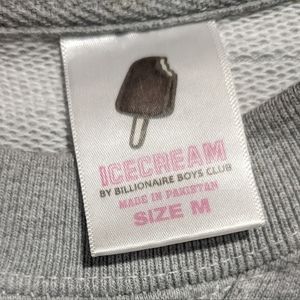 ICECREAM
BY BILLIONAIRE BOYS CLUB
MADE IN PAKISTAN
SIZE M